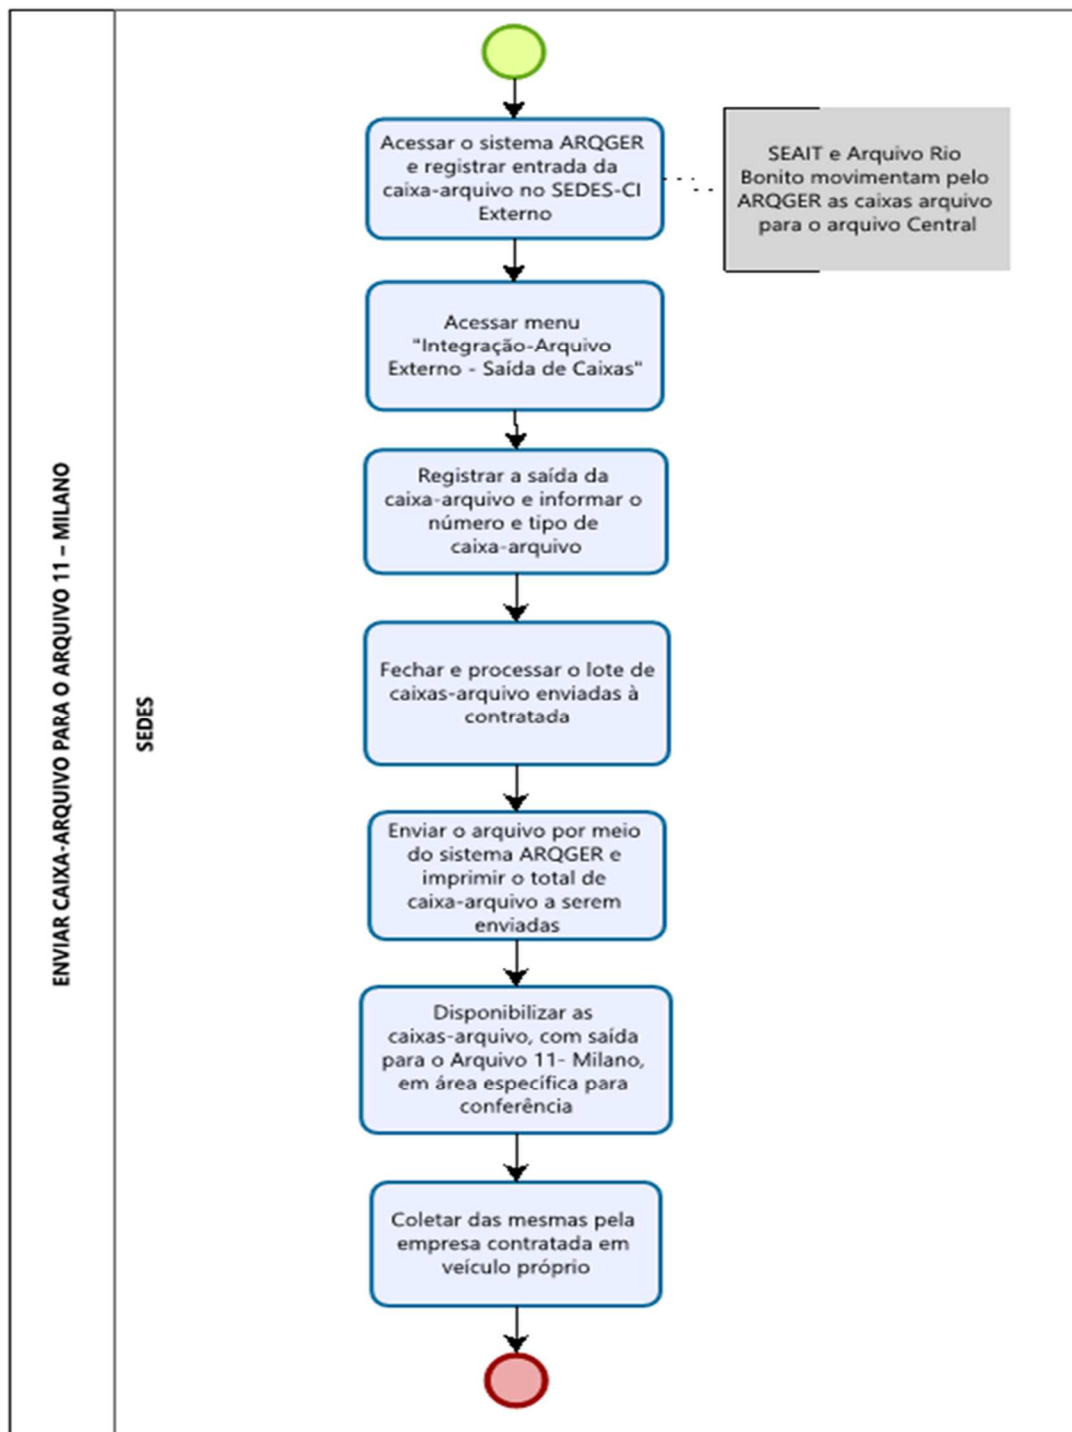 ENVIAR CAIXA-ARQUIVO PARA O ARQUIVO 11 – MILANO
SEDES
Acessar o sistema ARQGER
e registrar entrada da
caixa-arquivo no SEDES-CI
Externo
SEAIT e Arquivo Rio
Bonito movimentam pelo
ARQGER as caixas arquivo
para o arquivo Central
Acessar menu
"Integração-Arquivo
Externo - Saída de Caixas"
Registrar a saída da
caixa-arquivo e informar o
número e tipo de
caixa-arquivo
Fechar e processar o lote de
caixas-arquivo enviadas à
contratada
Enviar o arquivo por meio
do sistema ARQGER e
imprimir o total de
caixa-arquivo a serem
enviadas
Disponibilizar as
caixas-arquivo, com saída
para o Arquivo 11- Milano,
em área específica para
conferência
Coletar das mesmas pela
empresa contratada em
veículo próprio